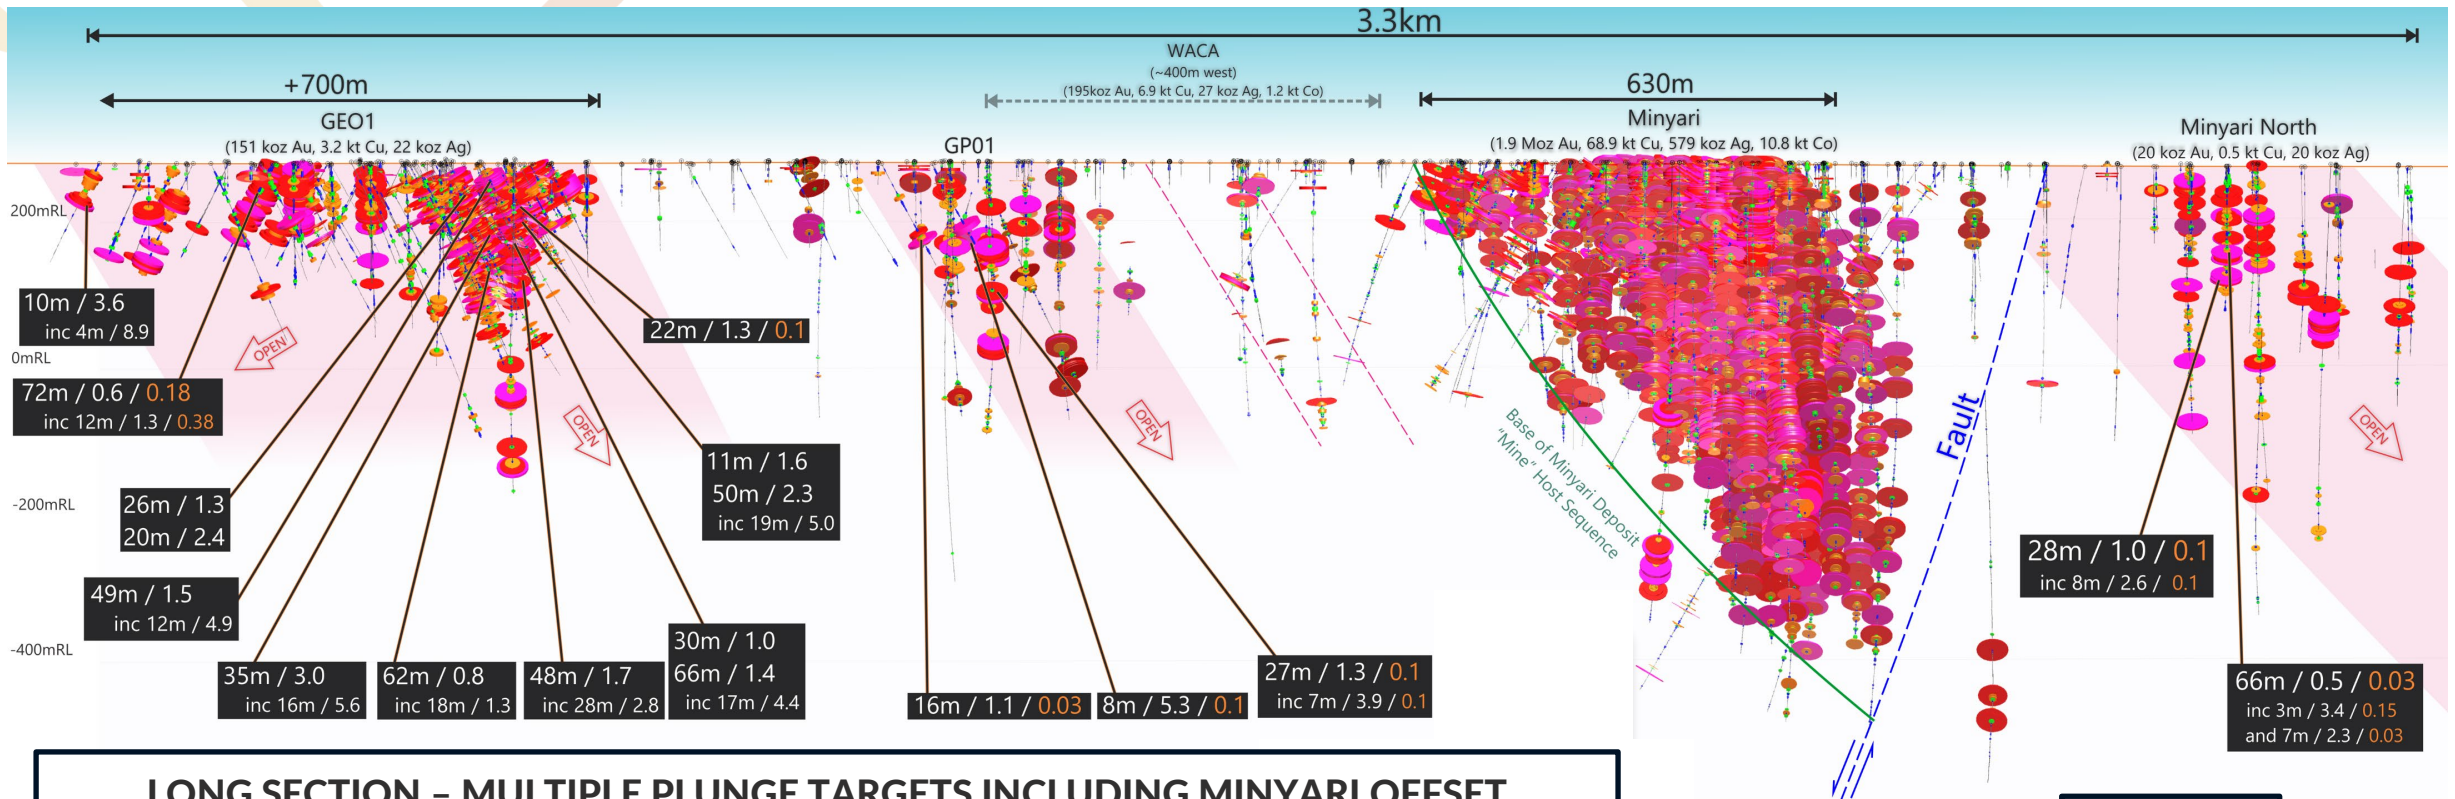 3.3km
WACA
(~400m west)
(195koz Au, 6.9 kt Cu, 27 koz Ag, 1.2 kt Co)
+700m
GEO1
(151 koz Au, 3.2 kt Cu, 22 koz Ag)
GP01
630m
Minyari
(1.9 Moz Au, 68.9 kt Cu, 579 koz Ag, 10.8 kt Co)
Minyari North
(20 koz Au, 0.5 kt Cu, 20 koz Ag)
200mRL
0mRL
-200mRL
-400mRL
10m / 3.6
inc 4m / 8.9
OPEN
72m / 0.6 / 0.18
inc 12m / 1.3 / 0.38
22m / 1.3 / 0.1
OPEN
11m / 1.6
50m / 2.3
inc 19m / 5.0
26m / 1.3
20m / 2.4
49m / 1.5
inc 12m / 4.9
35m / 3.0
inc 16m / 5.6
62m / 0.8
inc 18m / 1.3
48m / 1.7
inc 28m / 2.8
30m / 1.0
66m / 1.4
inc 17m / 4.4
OPEN
16m / 1.1 / 0.03
8m / 5.3 / 0.1
27m / 1.3 / 0.1
inc 7m / 3.9 / 0.1
Base of Minyari Deposit
"Mine" Host Sequence
Fault
OPEN
28m / 1.0 / 0.1
inc 8m / 2.6 / 0.1
66m / 0.5 / 0.03
inc 3m / 3.4 / 0.15
and 7m / 2.3 / 0.03
LONG SECTION – MULTIPLE PLUNGE TARGETS INCLUDING MINYARI OFFSET